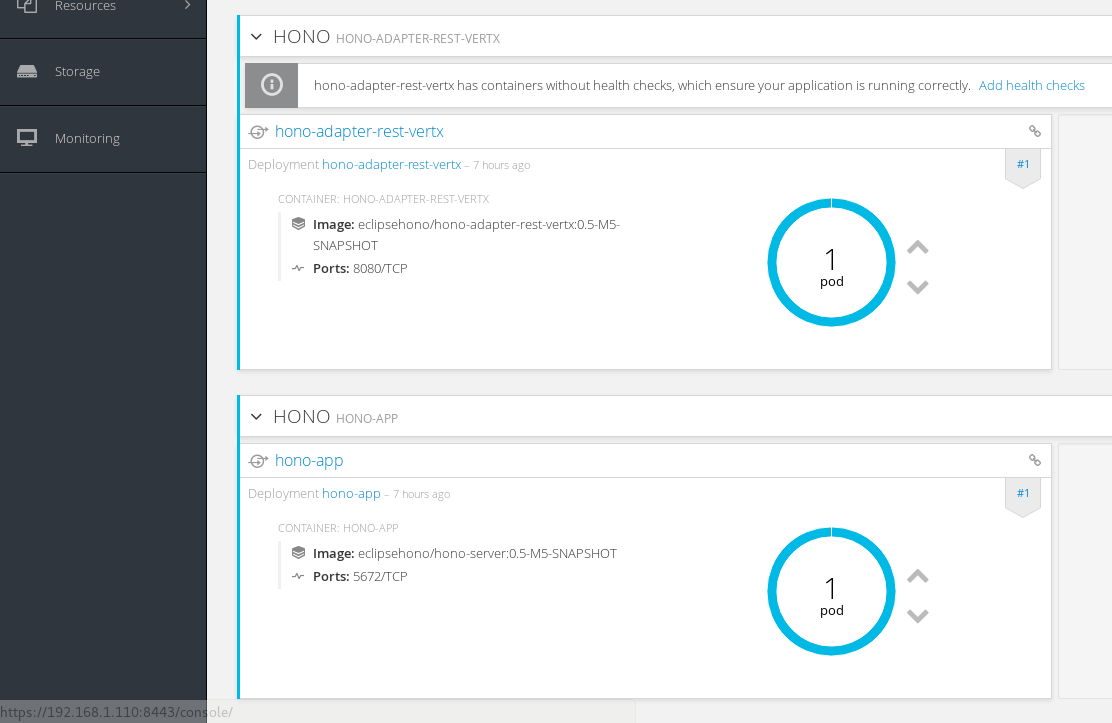 Resources
Storage
Monitoring
HONO HONO-ADAPTER-REST-VERTX
hono-adapter-rest-vertx has containers without health checks, which ensure your application is running correctly. Add health checks
hono-adapter-rest-vertx
Deployment hono-adapter-rest-vertx – 7 hours ago
#1
CONTAINER: HONO-ADAPTER-REST-VERTX
Image: eclipsehono/hono-adapter-rest-vertx:0.5-M5-
SNAPSHOT
Ports: 8080/TCP
1
pod
HONO HONO-APP
hono-app
Deployment hono-app – 7 hours ago
#1
CONTAINER: HONO-APP
Image: eclipsehono/hono-server:0.5-M5-SNAPSHOT
Ports: 5672/TCP
1
pod
https://192.168.1.110:8443/console/